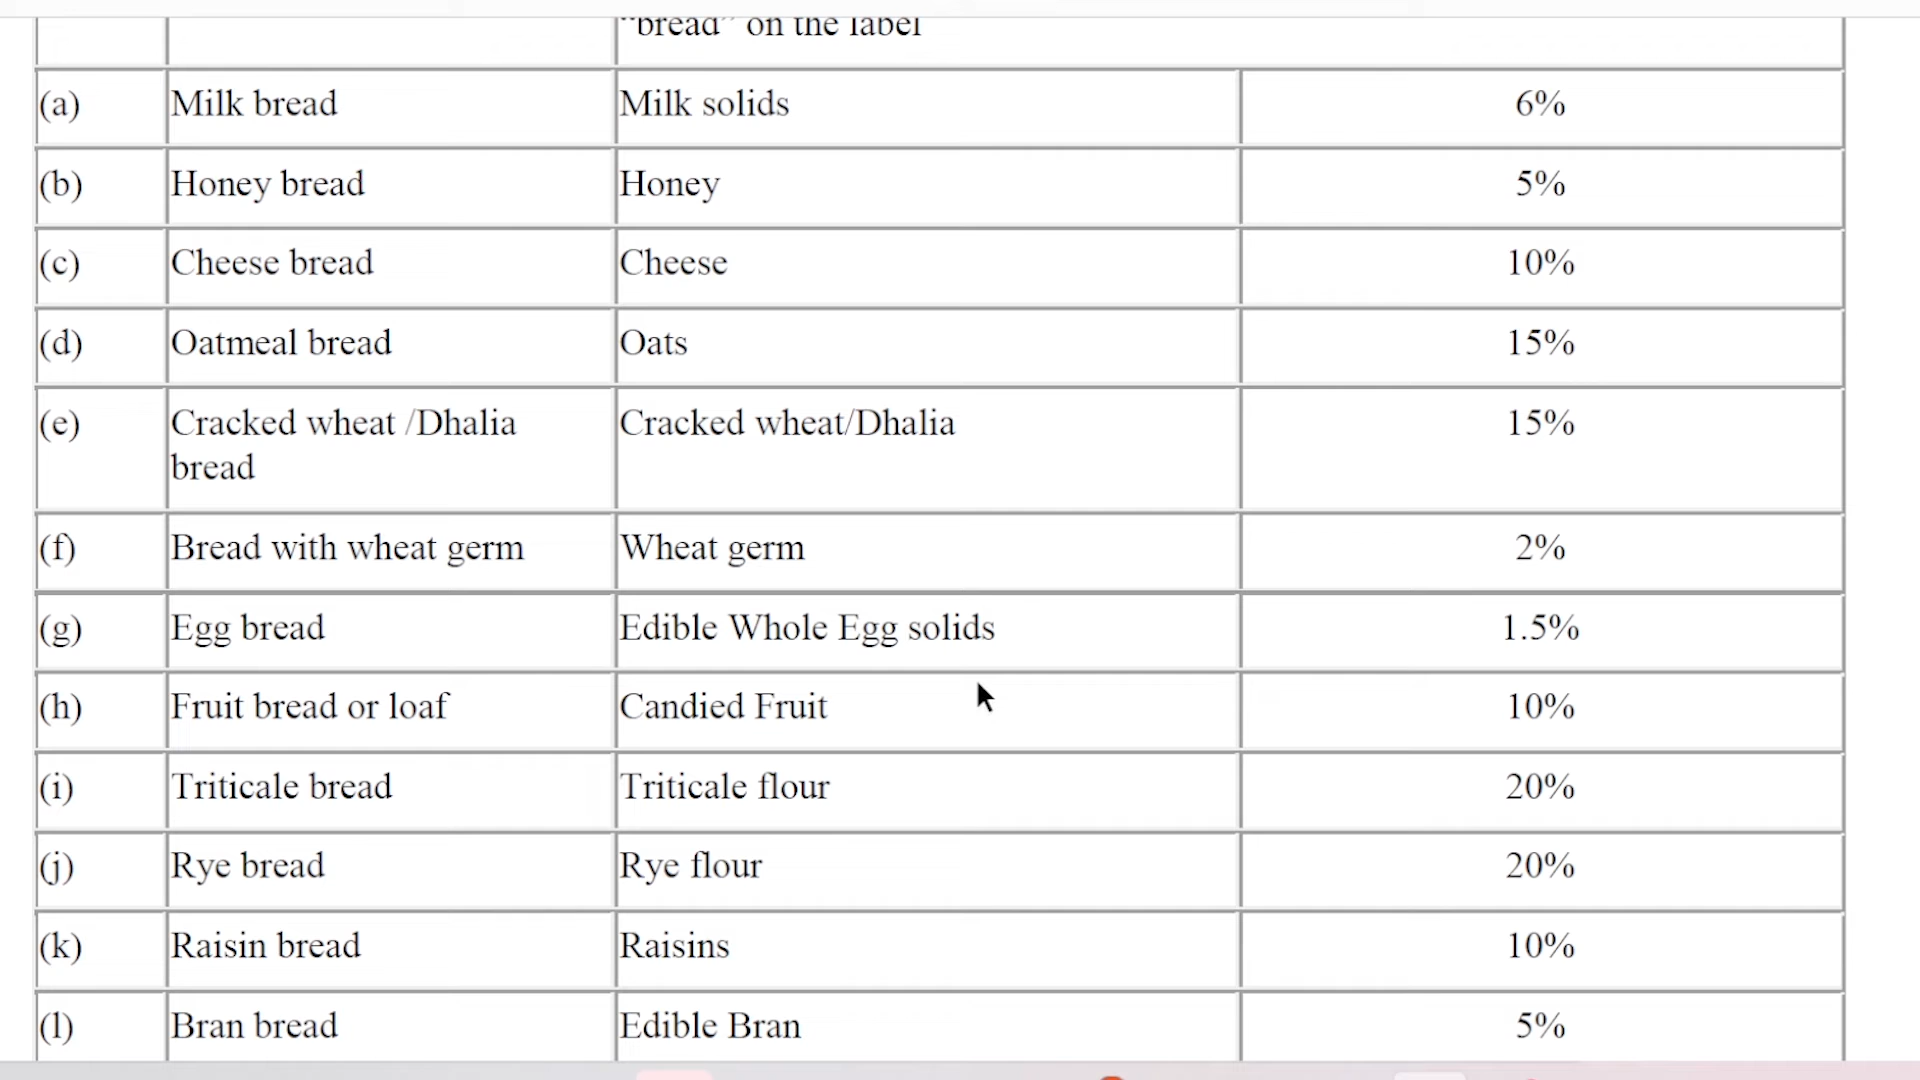 "bread" on the label
(a) Milk bread Milk solids 6%
(b) Honey bread Honey 5%
(c) Cheese bread Cheese 10%
(d) Oatmeal bread Oats 15%
(e) Cracked wheat /Dhalia Cracked wheat/Dhalia 15%
bread
(f) Bread with wheat germ Wheat germ 2%
(g) Egg bread Edible Whole Egg solids 1.5%
(h) Fruit bread or loaf Candied Fruit 10%
(i) Triticale bread Triticale flour 20%
(j) Rye bread Rye flour 20%
(k) Raisin bread Raisins 10%
(l) Bran bread Edible Bran 5%